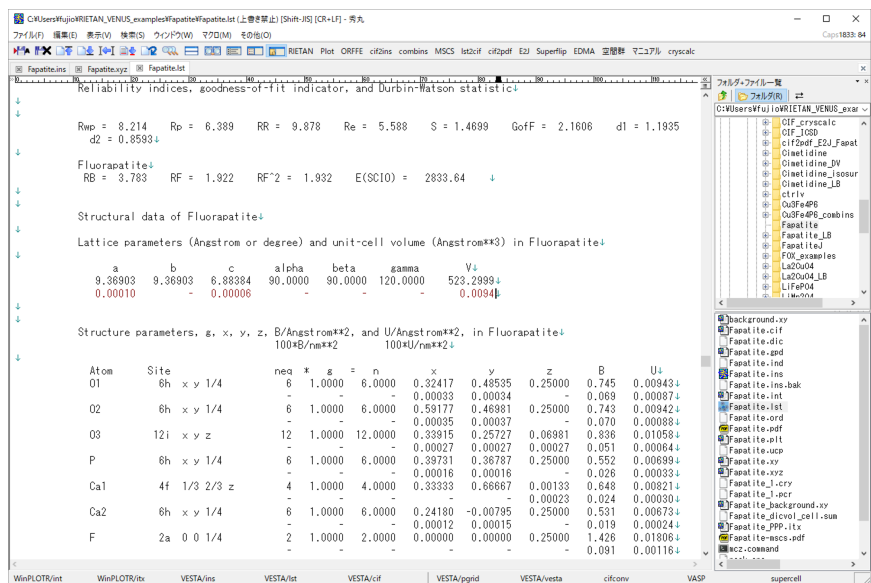 C:¥Users¥fujio¥RIETAN_VENUS_examples¥Fapatite¥Fapatite.lst (上書き禁止) [Shift-JIS] [CR+LF] - 秀丸
ファイル(F) 編集(E) 表示(V) 検索(S) ウィンドウ(W) マクロ(M) その他(O)
Caps 1833: 84
RIETAN Plot ORFFE cif2ins combins MSCS lst2cif cif2pdf E2J Superflip EDMA 空間群 マニュアル cryscalc
Fapatite.ins Fapatite.xyz Fapatite.lst
Reliability indices, goodness-of-fit indicator, and Durbin-Watson statistic↓
↓
↓
Rwp = 8.214 Rp = 6.389 RR = 9.878 Re = 5.588 S = 1.4699 GofF = 2.1606 d1 = 1.1935
d2 = 0.8593↓
↓
Fluorapatite↓
RB = 3.783 RF = 1.922 RF^2 = 1.932 E(SCIO) = 2833.64 ↓
↓
↓
Structural data of Fluorapatite↓
↓
Lattice parameters (Angstrom or degree) and unit-cell volume (Angstrom**3) in Fluorapatite↓
↓
a b c alpha beta gamma V↓
9.36903 9.36903 6.88384 90.0000 90.0000 120.0000 523.2999↓
0.00010 - 0.00006 - - - 0.0094↓
↓
↓
Structure parameters, g, x, y, z, B/Angstrom**2, and U/Angstrom**2, in Fluorapatite↓
100*B/nm**2 100*U/nm**2↓
↓
Atom Site neq * g = n x y z B U↓
O1 6h x y 1/4 6 1.0000 6.0000 0.32417 0.48535 0.25000 0.745 0.00943↓
- - - 0.00033 0.00034 - 0.069 0.00087↓
O2 6h x y 1/4 6 1.0000 6.0000 0.59177 0.46981 0.25000 0.743 0.00942↓
- - - 0.00035 0.00037 - 0.070 0.00088↓
O3 12i x y z 12 1.0000 12.0000 0.33915 0.25727 0.06981 0.836 0.01058↓
- - - 0.00027 0.00027 0.00027 0.051 0.00064↓
P 6h x y 1/4 6 1.0000 6.0000 0.39731 0.36787 0.25000 0.552 0.00699↓
- - - 0.00016 0.00016 - 0.026 0.00033↓
Ca1 4f 1/3 2/3 z 4 1.0000 4.0000 0.33333 0.66667 0.00133 0.648 0.00821↓
- - - - - 0.00023 0.024 0.00030↓
Ca2 6h x y 1/4 6 1.0000 6.0000 0.24180 -0.00795 0.25000 0.531 0.00673↓
- - - 0.00012 0.00015 - 0.019 0.00024↓
F 2a 0 0 1/4 2 1.0000 2.0000 0.00000 0.00000 0.25000 1.426 0.01806↓
- - - - - - 0.091 0.00116↓
フォルダ+ファイル一覧
フォルダ(R)
C:¥Users¥fujio¥RIETAN_VENUS_exar
CIF_cryscalc
CIF_ICSD
cif2pdf_E2J_Fapat
Cimetidine
Cimetidine_DV
Cimetidine_isosur
Cimetidine_LB
ctrlv
Cu3Fe4P6
Cu3Fe4P6_combins
Fapatite
Fapatite_LB
FapatiteJ
FOX_examples
La2CuO4
La2CuO4_LB
LiFePO4
LiMn2O4
background.xy
Fapatite.cif
Fapatite.dic
Fapatite.gpd
Fapatite.ind
Fapatite.ins
Fapatite.ins.bak
Fapatite.int
Fapatite.lst
Fapatite.ord
Fapatite.pdf
Fapatite.plt
Fapatite.ucp
Fapatite.xy
Fapatite.xyz
Fapatite_1.cry
Fapatite_1.pcr
Fapatite_background.xy
Fapatite_dicvol_cell.sum
Fapatite_PPP.itx
Fapatite-mscs.pdf
mcz.command
WinPLOTR/int WinPLOTR/itx VESTA/ins VESTA/lst VESTA/cif VESTA/pgrid VESTA/vesta cifconv VASP supercell